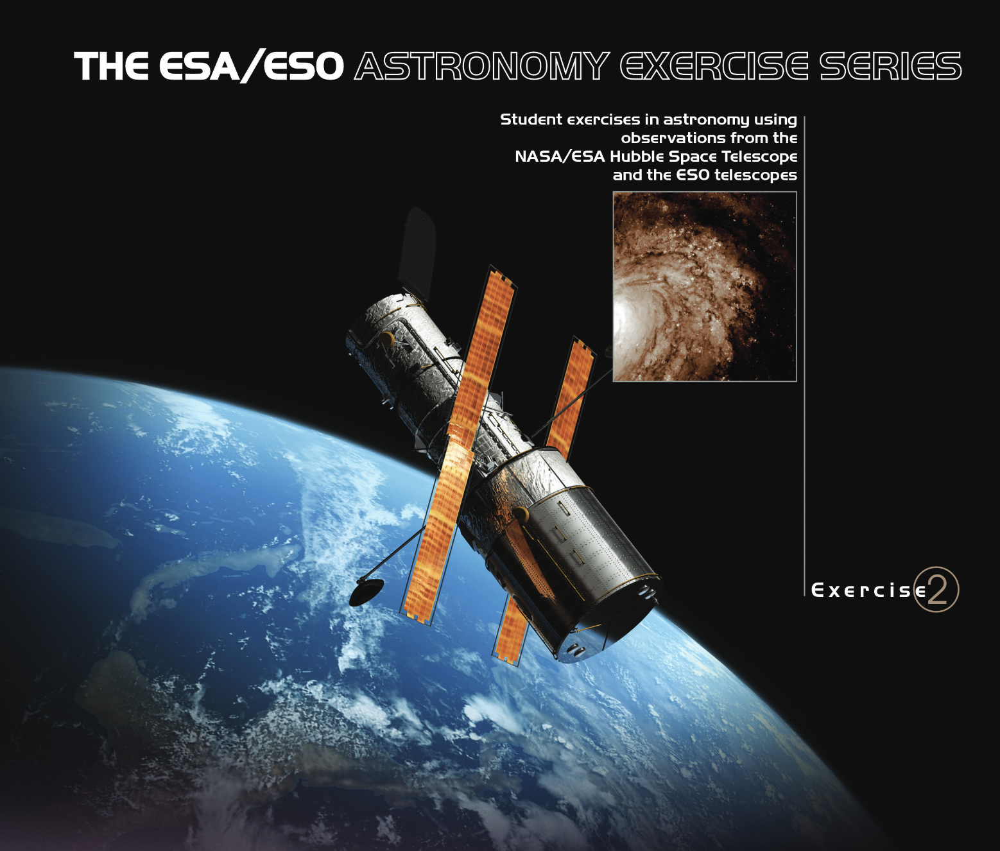 THE ESA/ESO ASTRONOMY EXERCISE SERIES
Student exercises in astronomy using
observations from the
NASA/ESA Hubble Space Telescope
and the ESO telescopes
Exercise 2